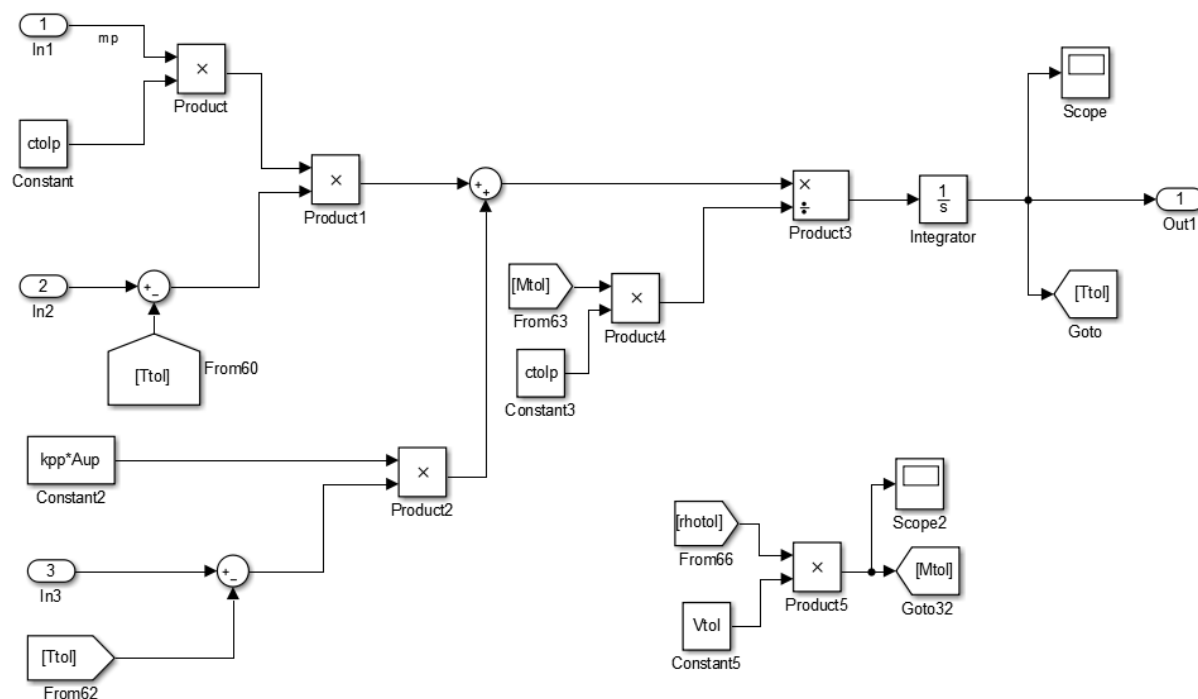 1
In1
mp
×
Product
ctolp
Constant
×
Product1
2
In2
+
−
[Ttol]
From60
kpp*Aup
Constant2
×
Product2
3
In3
+
−
[Ttol]
From62
+
+
[Mtol]
From63
×
Product4
ctolp
Constant3
×
÷
Product3
1
s
Integrator
Scope
1
Out1
[Ttol]
Goto
[rhotol]
From66
×
Product5
Vtol
Constant5
Scope2
[Mtol]
Goto32